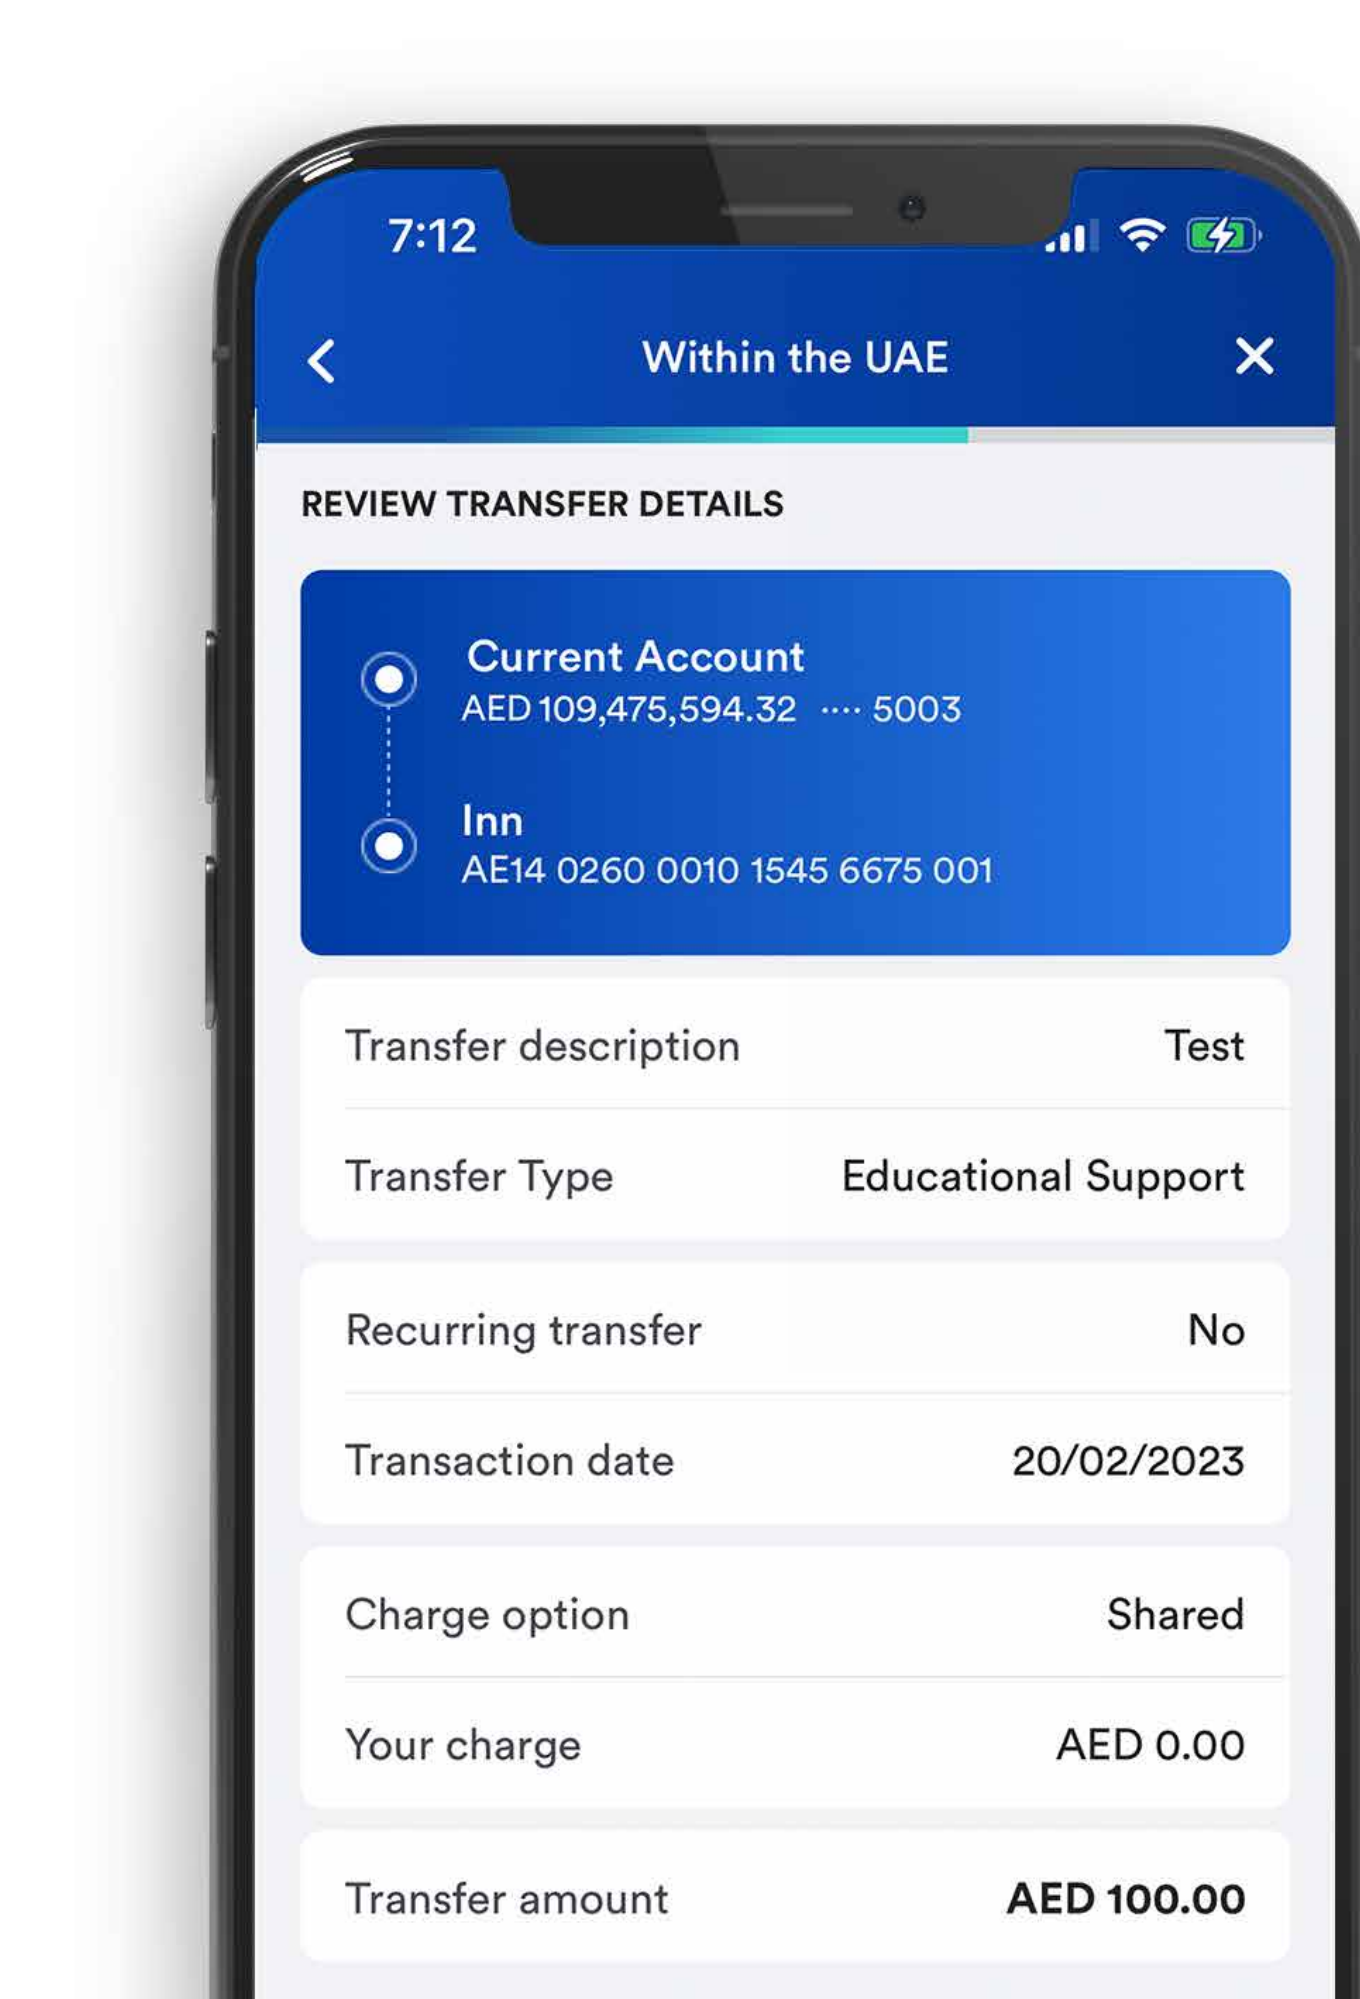 7:12
Within the UAE
REVIEW TRANSFER DETAILS
Current Account
AED 109,475,594.32 ···· 5003
Inn
AE14 0260 0010 1545 6675 001
Transfer description Test
Transfer Type Educational Support
Recurring transfer No
Transaction date 20/02/2023
Charge option Shared
Your charge AED 0.00
Transfer amount AED 100.00